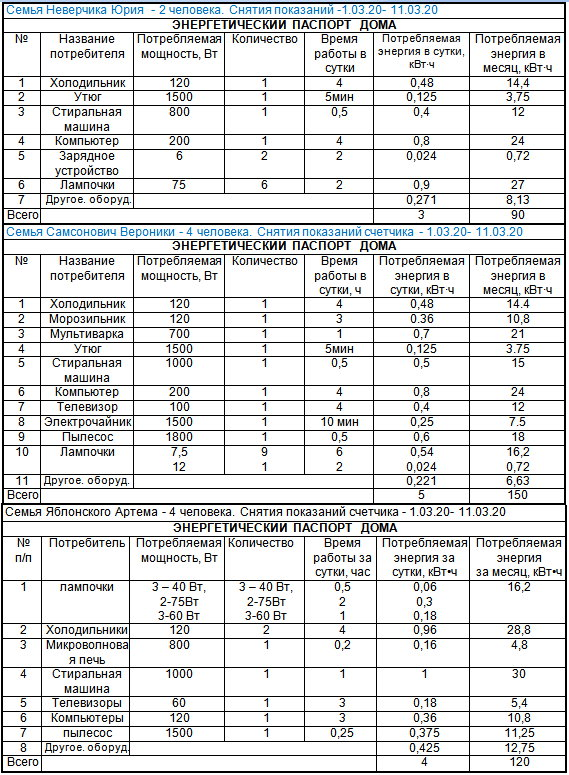 Семья Неверчика Юрия - 2 человека. Снятия показаний -1.03.20- 11.03.20
ЭНЕРГЕТИЧЕСКИЙ ПАСПОРТ ДОМА
№ Название потребителя Потребляемая мощность, Вт Количество Время работы в сутки Потребляемая энергия в сутки, кВт·ч Потребляемая энергия в месяц, кВт·ч
1 Холодильник 120 1 4 0,48 14,4
2 Утюг 1500 1 5мин 0,125 3,75
3 Стиральная машина 800 1 0,5 0,4 12
4 Компьютер 200 1 4 0,8 24
5 Зарядное устройство 6 2 2 0,024 0,72
6 Лампочки 75 6 2 0,9 27
7 Другое. оборуд. 0,271 8,13
Всего 3 90
Семья Самсонович Вероники - 4 человека. Снятия показаний счетчика - 1.03.20- 11.03.20
ЭНЕРГЕТИЧЕСКИЙ ПАСПОРТ ДОМА
№ Название потребителя Потребляемая мощность, Вт Количество Время работы в сутки, ч Потребляемая энергия в сутки, кВт·ч Потребляемая энергия в месяц, кВт·ч
1 Холодильник 120 1 4 0,48 14.4
2 Морозильник 120 1 3 0.36 10,8
3 Мультиварка 700 1 1 0,7 21
4 Утюг 1500 1 5мин 0,125 3.75
5 Стиральная машина 1000 1 0,5 0,5 15
6 Компьютер 200 1 4 0,8 24
7 Телевизор 100 1 4 0,4 12
8 Электрочайник 1500 1 10 мин 0,25 7.5
9 Пылесос 1800 1 0,5 0,6 18
10 Лампочки 7,5 9 6 0,54 16,2
12 1 2 0,024 0,72
11 Другое. оборуд. 0,221 6,63
Всего 5 150
Семья Яблонского Артема - 4 человека. Снятия показаний счетчика - 1.03.20- 11.03.20
ЭНЕРГЕТИЧЕСКИЙ ПАСПОРТ ДОМА
№ п/п Потребитель Потребляемая мощность, Вт Количество Время работы за сутки, час Потребляемая энергия за сутки, кВт•ч Потребляемая энергия за месяц, кВт•ч
1 лампочки 3 – 40 Вт, 3 – 40 Вт, 0,5 0,06 16,2
2-75Вт 2-75Вт 2 0,3
3-60 Вт 3-60 Вт 1 0,18
2 Холодильники 120 2 4 0,96 28,8
3 Микроволновая печь 800 1 0,2 0,16 4,8
4 Стиральная машина 1000 1 1 1 30
5 Телевизоры 60 1 3 0,18 5,4
6 Компьютеры 120 1 3 0,36 10,8
7 пылесос 1500 1 0,25 0,375 11,25
8 Другое. оборуд. 0,425 12,75
Всего 4 120